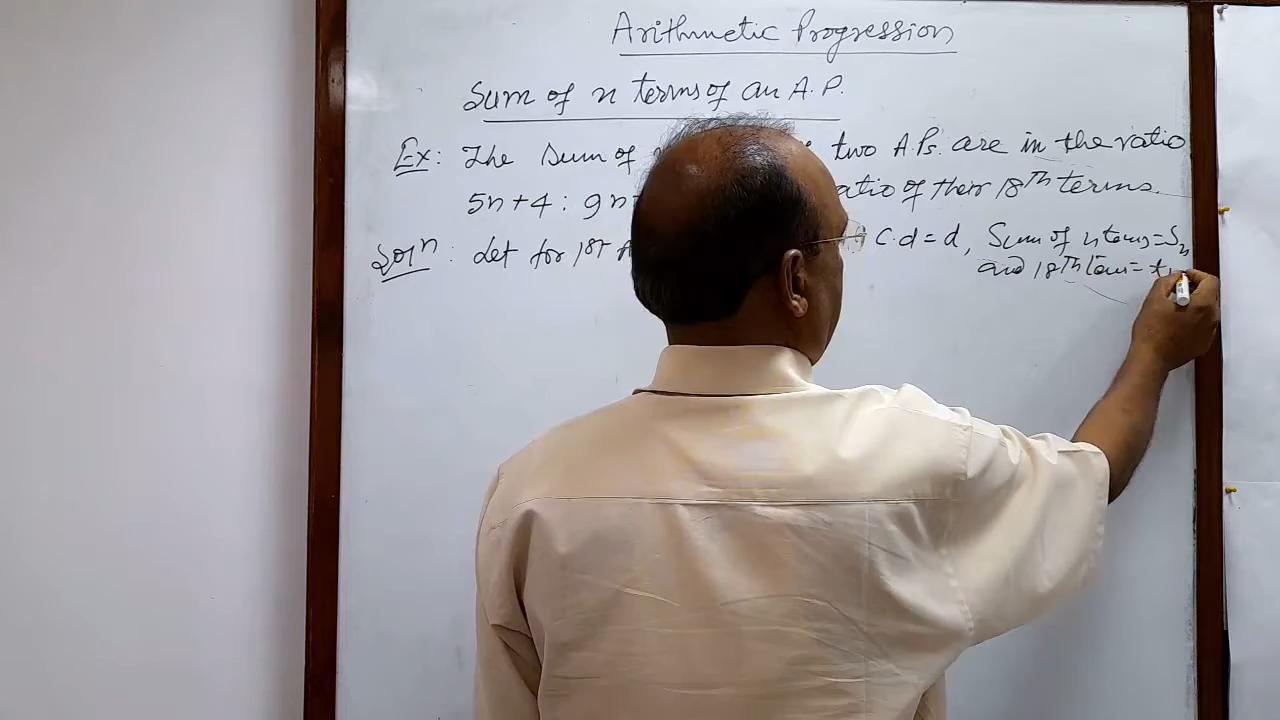 Arithmetic Progression
Sum of n terms of an A.P.
Ex: The sum of two A.Ps. are in the ratio
5n+4 : 9n of their 18th terms.
Soln : Let for 1st A C.d = d, Sum of n terms = Sn
and 18th term =